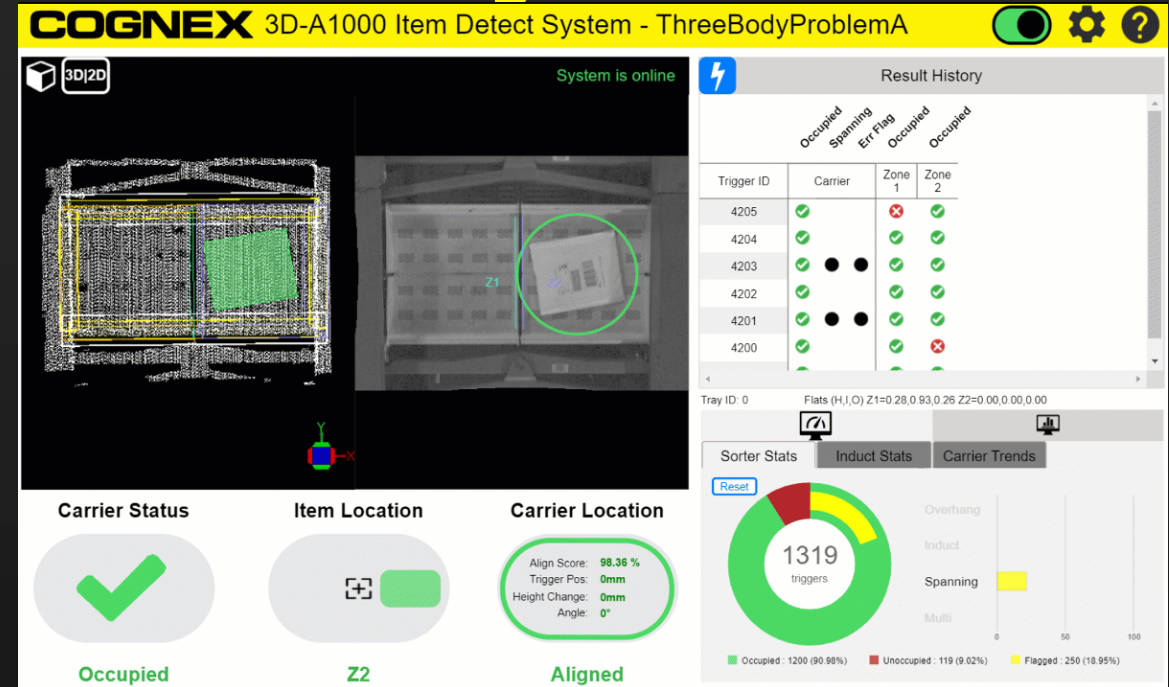 COGNEX 3D-A1000 Item Detect System - ThreeBodyProblemA
?
3D|2D
System is online
Z1
Z2
Y
X
Result History
Occupied Spanning Err Flag Occupied Occupied
Trigger ID Carrier Zone 1 Zone 2
4205
4204
4203
4202
4201
4200
Tray ID: 0 Flats (H,I,O) Z1=0.28,0.93,0.26 Z2=0.00,0.00,0.00
Sorter Stats Induct Stats Carrier Trends
Reset
1319
triggers
Overhang
Induct
Spanning
Multi
0 50 100
Occupied : 1200 (90.98%) Unoccupied : 119 (9.02%) Flagged : 250 (18.95%)
Carrier Status Item Location Carrier Location
Align Score: 98.36 %
Trigger Pos: 0mm
Height Change: 0mm
Angle: 0°
Occupied Z2 Aligned